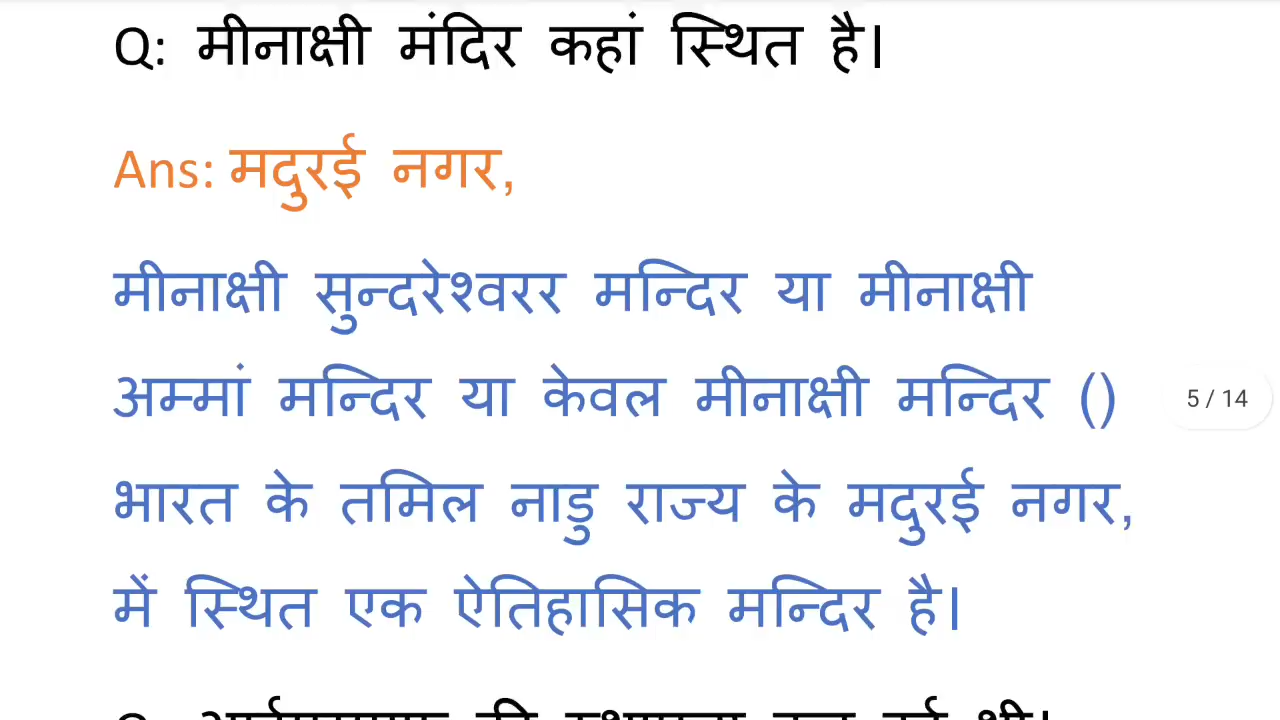 Q: मीनाक्षी मंदिर कहां स्थित है।
Ans: मदुरई नगर,
मीनाक्षी सुन्दरेश्वरर मन्दिर या मीनाक्षी
अम्मां मन्दिर या केवल मीनाक्षी मन्दिर ()
5 / 14
भारत के तमिल नाडु राज्य के मदुरई नगर,
में स्थित एक ऐतिहासिक मन्दिर है।